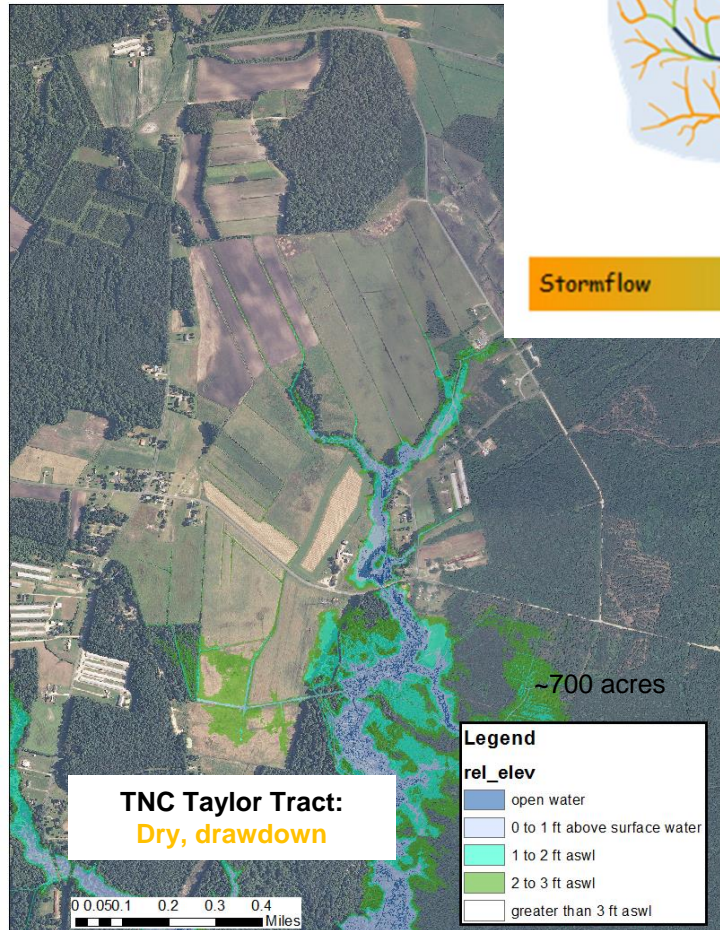 Stormflow
~700 acres
Legend
rel_elev
open water
0 to 1 ft above surface water
1 to 2 ft aswl
2 to 3 ft aswl
greater than 3 ft aswl
TNC Taylor Tract:
Dry, drawdown
0 0.050.1 0.2 0.3 0.4
Miles